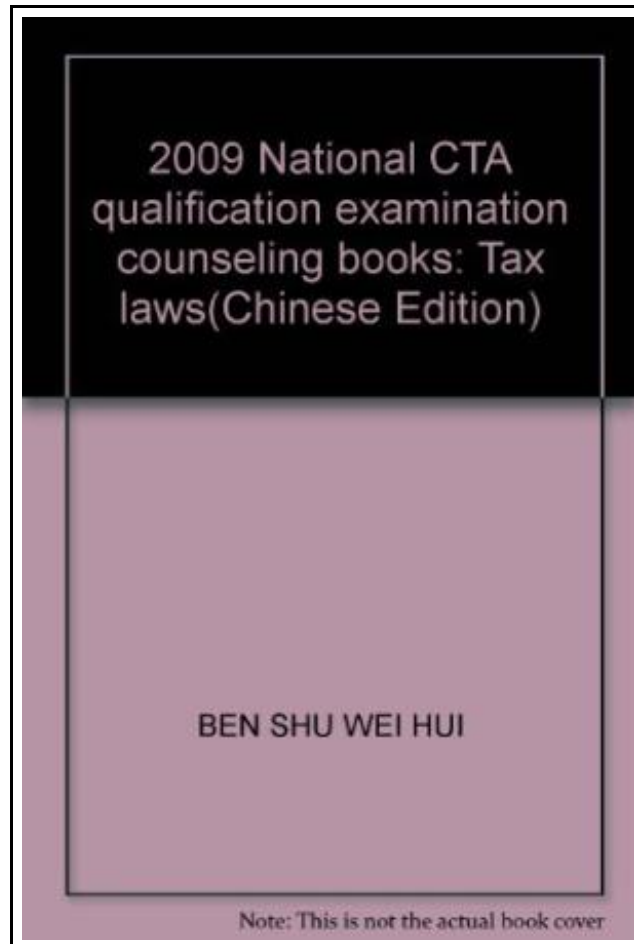 2009 National CTA
qualification examination
counseling books: Tax
laws(Chinese Edition)
BEN SHU WEI HUI
Note: This is not the actual book cover